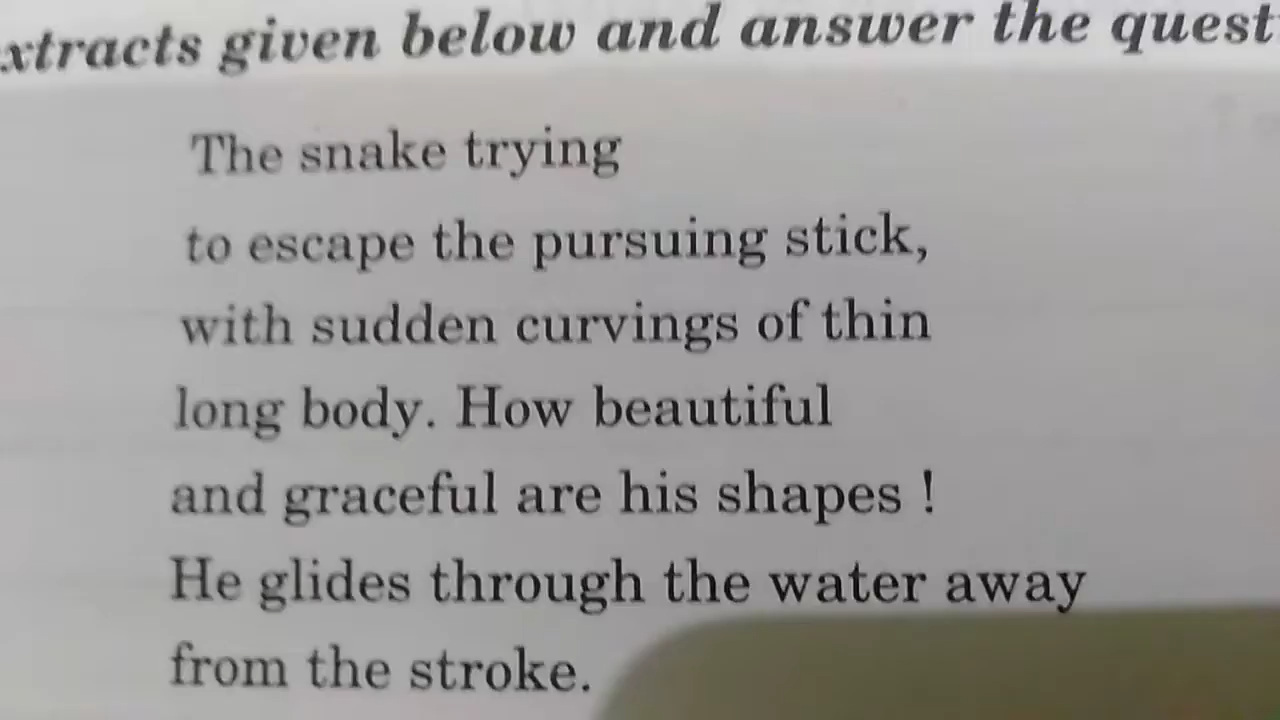 xtracts given below and answer the quest
The snake trying
to escape the pursuing stick,
with sudden curvings of thin
long body. How beautiful
and graceful are his shapes !
He glides through the water away
from the stroke.